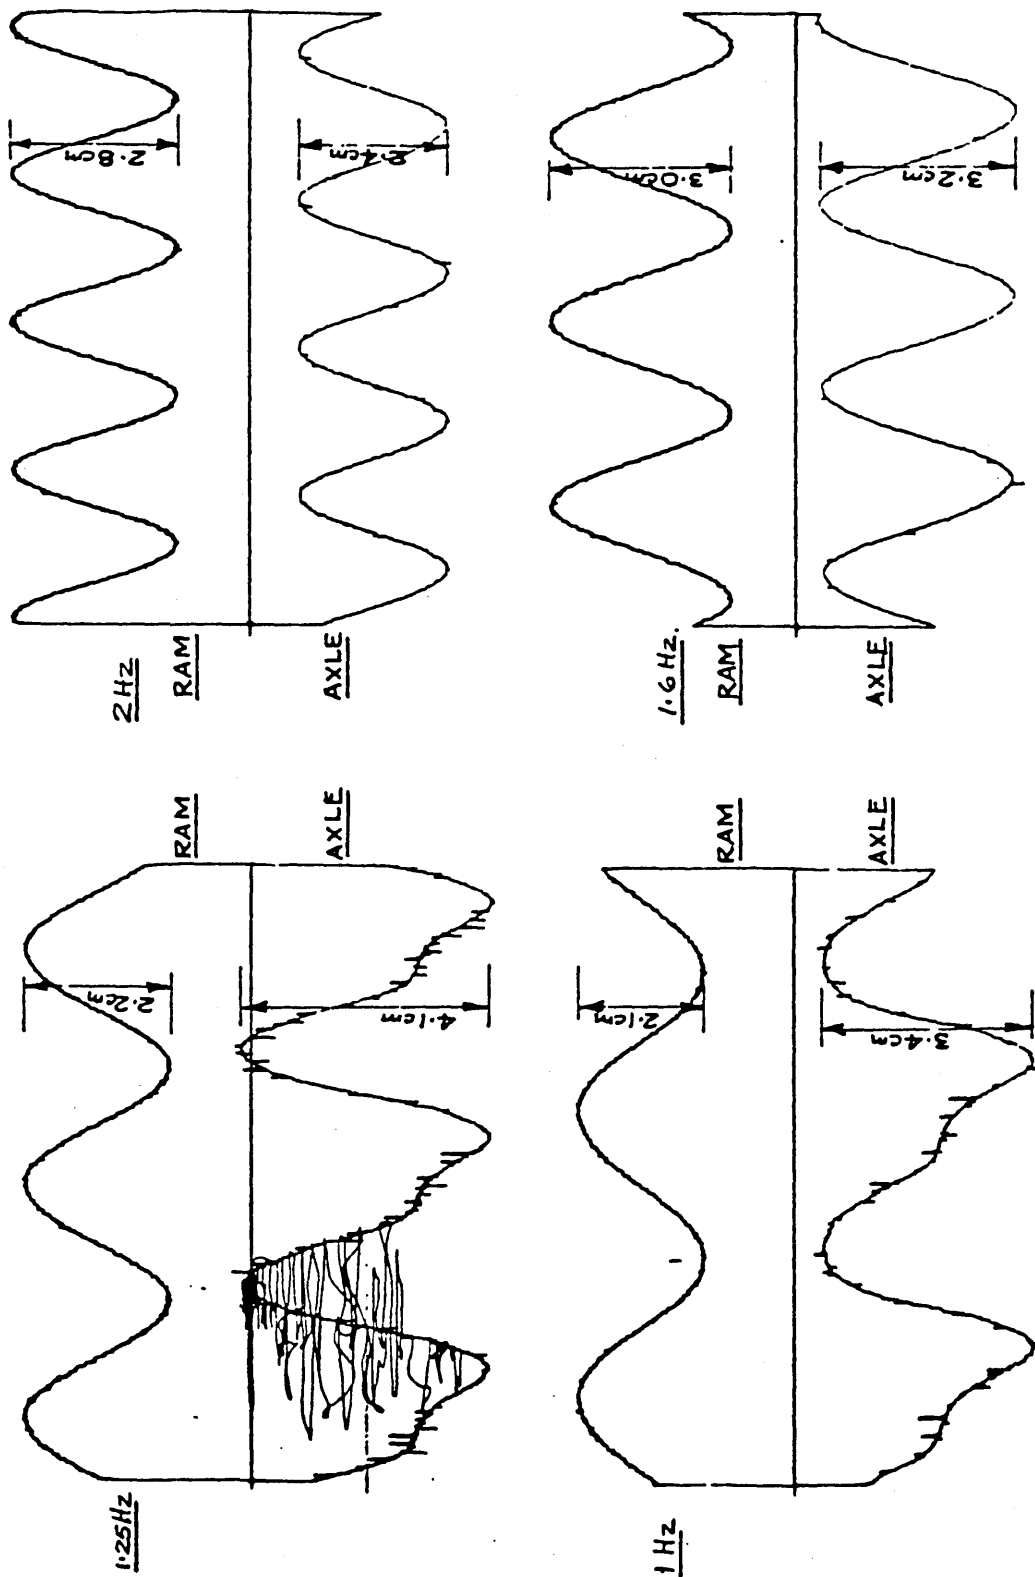 2Hz
RAM
2.8cm
AXLE
2.4cm
1.6Hz.
RAM
3.0cm
AXLE
3.2cm
1.25Hz
RAM
2.2cm
AXLE
4.1cm
1Hz
RAM
2.1cm
AXLE
3.4cm